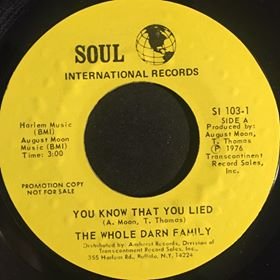 SOUL
INTERNATIONAL RECORDS
Harlem Music
(BMI)
August Moon
Music (BMI)
Time: 3:00
SI 103-1
SIDE A
Produced by:
August Moon,
T. Thomas
℗ 1976
Transcontinent
Record Sales,
Inc.
PROMOTION COPY
NOT FOR SALE
YOU KNOW THAT YOU LIED
(A. Moon, T. Thomas)
THE WHOLE DARN FAMILY
Distributed by: Amherst Records, Division of
Transcontinent Record Sales, Inc.,
355 Harlem Rd., Buffalo, N.Y. 14224